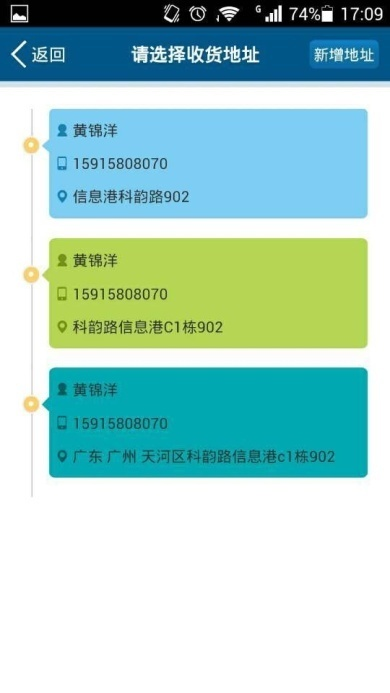 G 74% 17:09
返回 请选择收货地址 新增地址
黄锦洋
15915808070
信息港科韵路902
黄锦洋
15915808070
科韵路信息港C1栋902
黄锦洋
15915808070
广东 广州 天河区科韵路信息港c1栋902